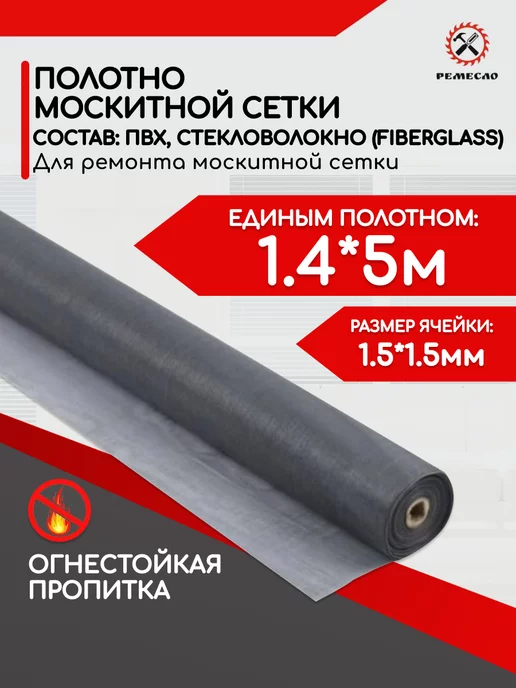 РЕМЕСЛО
ПОЛОТНО
МОСКИТНОЙ СЕТКИ
СОСТАВ: ПВХ, СТЕКЛОВОЛОКНО (FIBERGLASS)
Для ремонта москитной сетки
ЕДИНЫМ ПОЛОТНОМ:
1.4*5м
РАЗМЕР ЯЧЕЙКИ:
1.5*1.5мм
ОГНЕСТОЙКАЯ
ПРОПИТКА